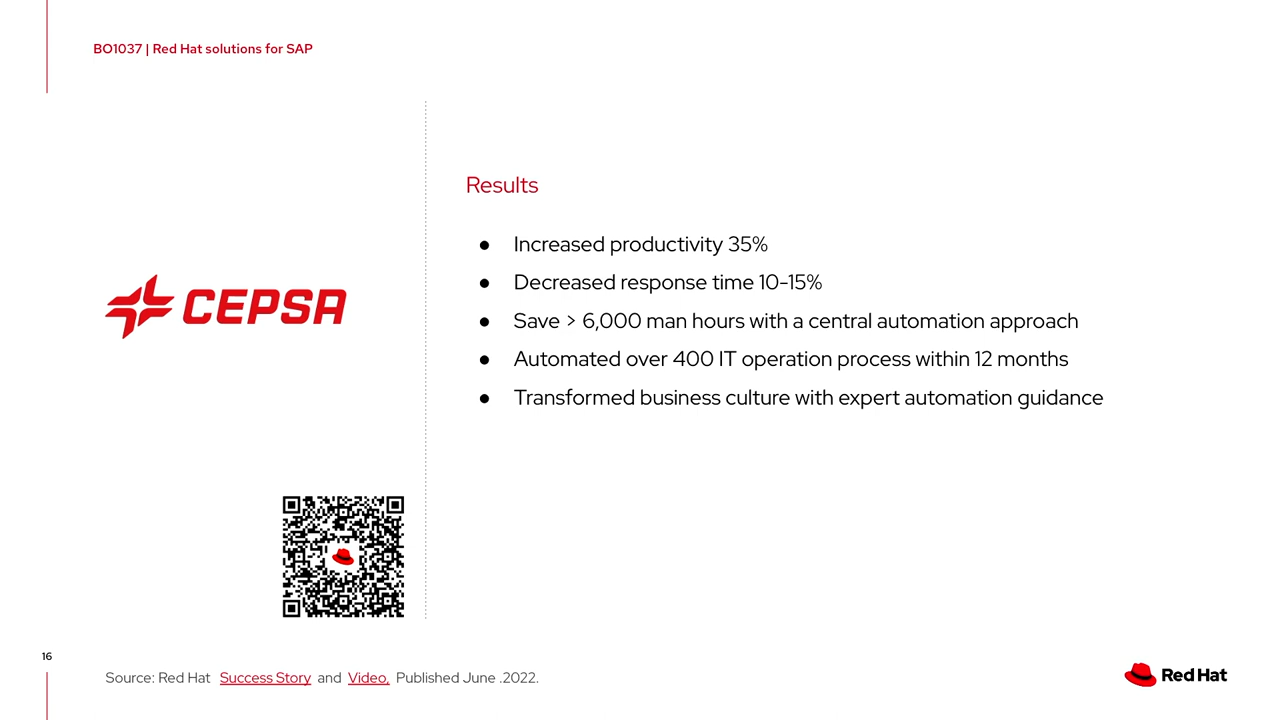 BO1037 | Red Hat solutions for SAP
CEPSA
Results
● Increased productivity 35%
● Decreased response time 10-15%
● Save > 6,000 man hours with a central automation approach
● Automated over 400 IT operation process within 12 months
● Transformed business culture with expert automation guidance
16
Source: Red Hat Success Story and Video, Published June .2022.
Red Hat